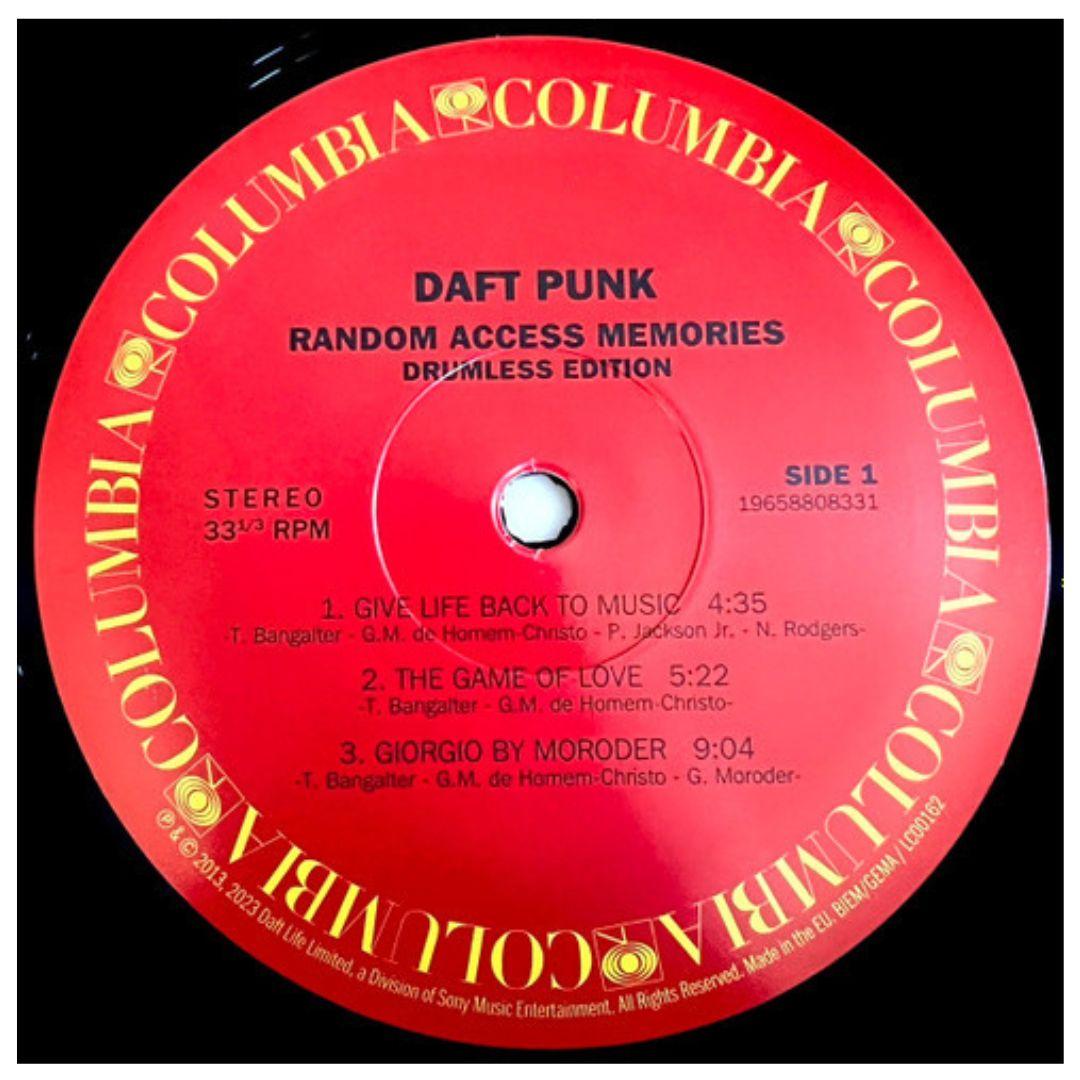 COLUMBIA COLUMBIA COLUMBIA COLUMBIA COLUMBIA COLUMBIA
DAFT PUNK
RANDOM ACCESS MEMORIES
DRUMLESS EDITION
STEREO
33 1/3 RPM
SIDE 1
19658808331
1. GIVE LIFE BACK TO MUSIC 4:35
-T. Bangalter - G.M. de Homem-Christo - P. Jackson Jr. - N. Rodgers-
2. THE GAME OF LOVE 5:22
-T. Bangalter - G.M. de Homem-Christo-
3. GIORGIO BY MORODER 9:04
-T. Bangalter - G.M. de Homem-Christo - G. Moroder-
℗ & © 2013, 2023 Daft Life Limited, a Division of Sony Music Entertainment. All Rights Reserved. Made in the EU. BIEM/GEMA / LC00162